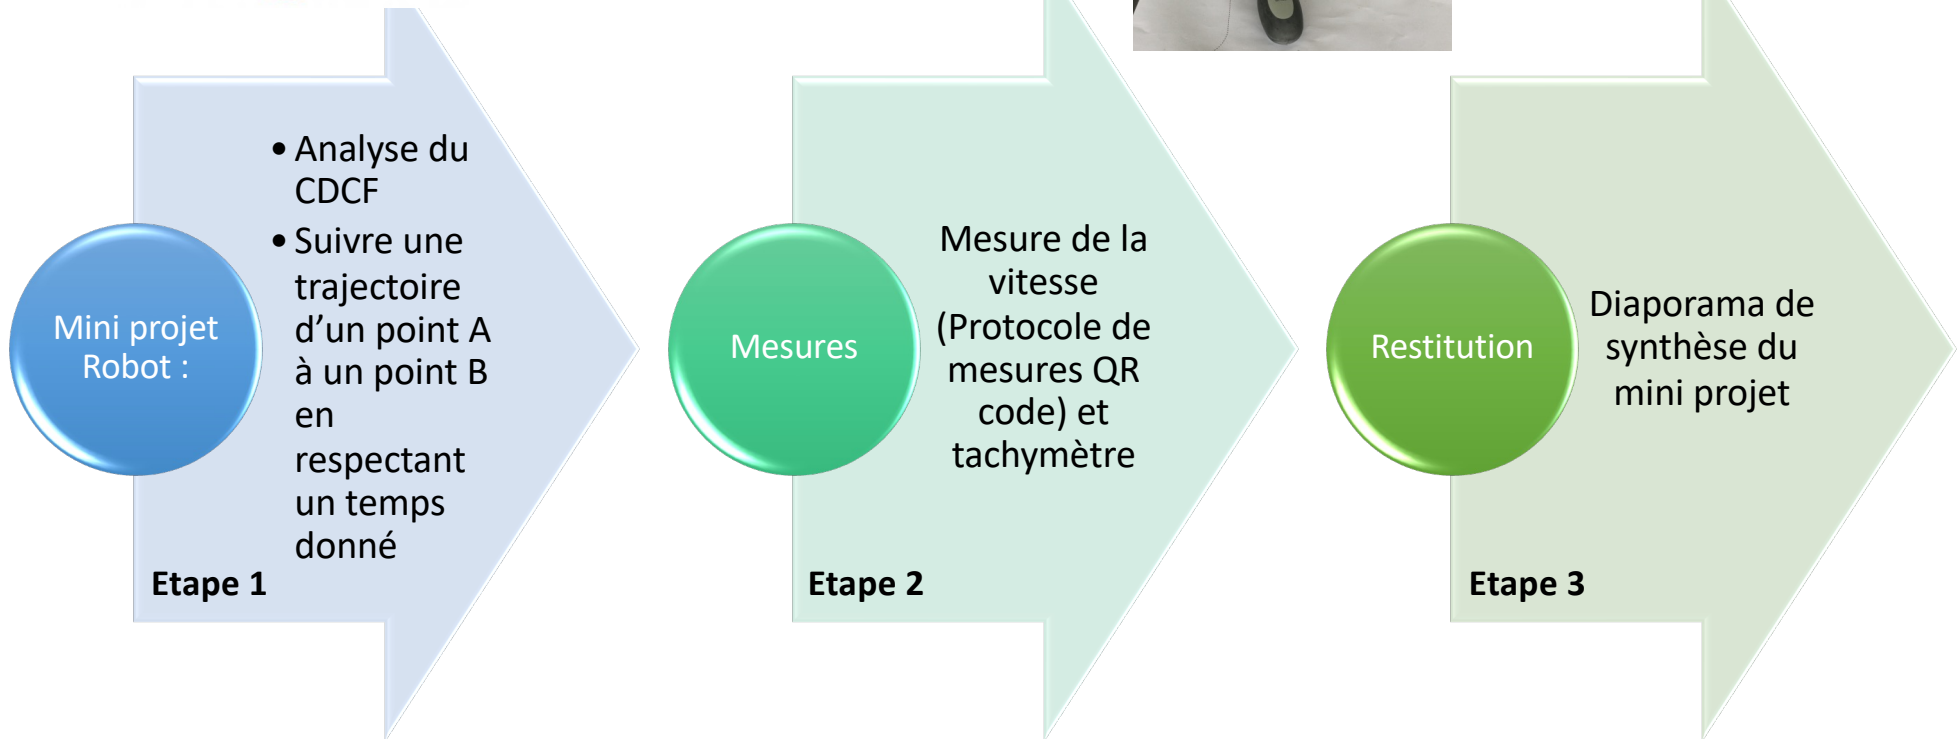 Mini projet
Robot :
• Analyse du
CDCF
• Suivre une
trajectoire
d’un point A
à un point B
en
respectant
un temps
donné
Etape 1
Mesures
Mesure de la
vitesse
(Protocole de
mesures QR
code) et
tachymètre
Etape 2
Restitution
Diaporama de
synthèse du
mini projet
Etape 3